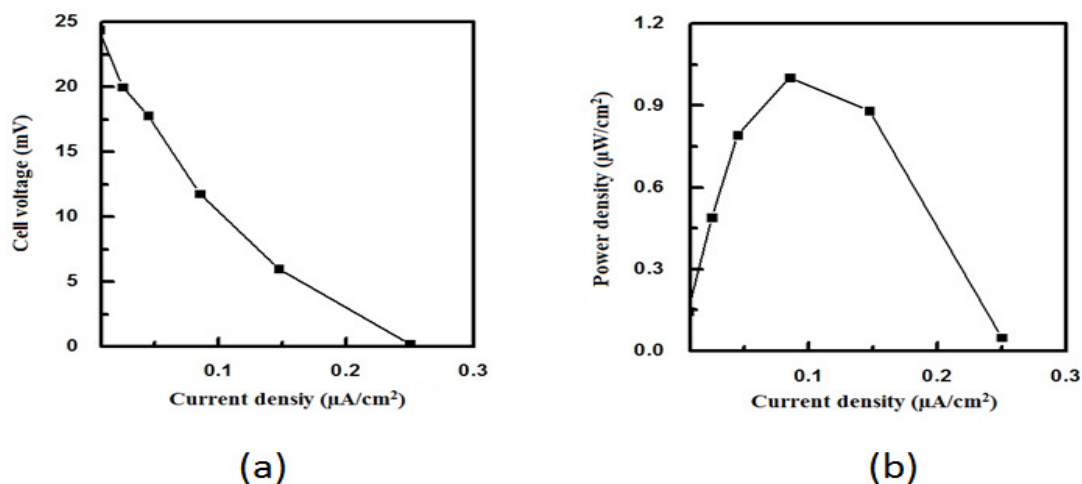 25
20
15
10
5
0
Cell voltage (mV)
0.1
0.2
0.3
Current densiy (μA/cm²)
(a)
1.2
0.9
0.6
0.3
0.0
Power density (μW/cm²)
0.1
0.2
0.3
Current density (μA/cm²)
(b)